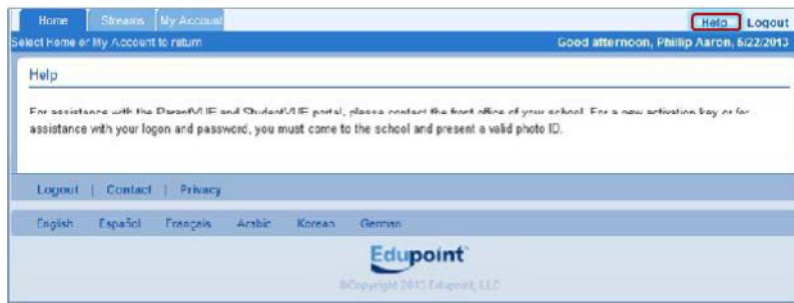 Home Streams My Account Help Logout
Select Home or My Account to return Good afternoon, Phillip Aaron, 6/22/2013
Help
For assistance with the ParentVUE and StudentVUE portal, please contact the front office of your school. For a new activation key or for
assistance with your logon and password, you must come to the school and present a valid photo ID.
Logout | Contact | Privacy
English Español Français Arabic Korean German
Edupoint
©Copyright 2013 Edupoint, LLC